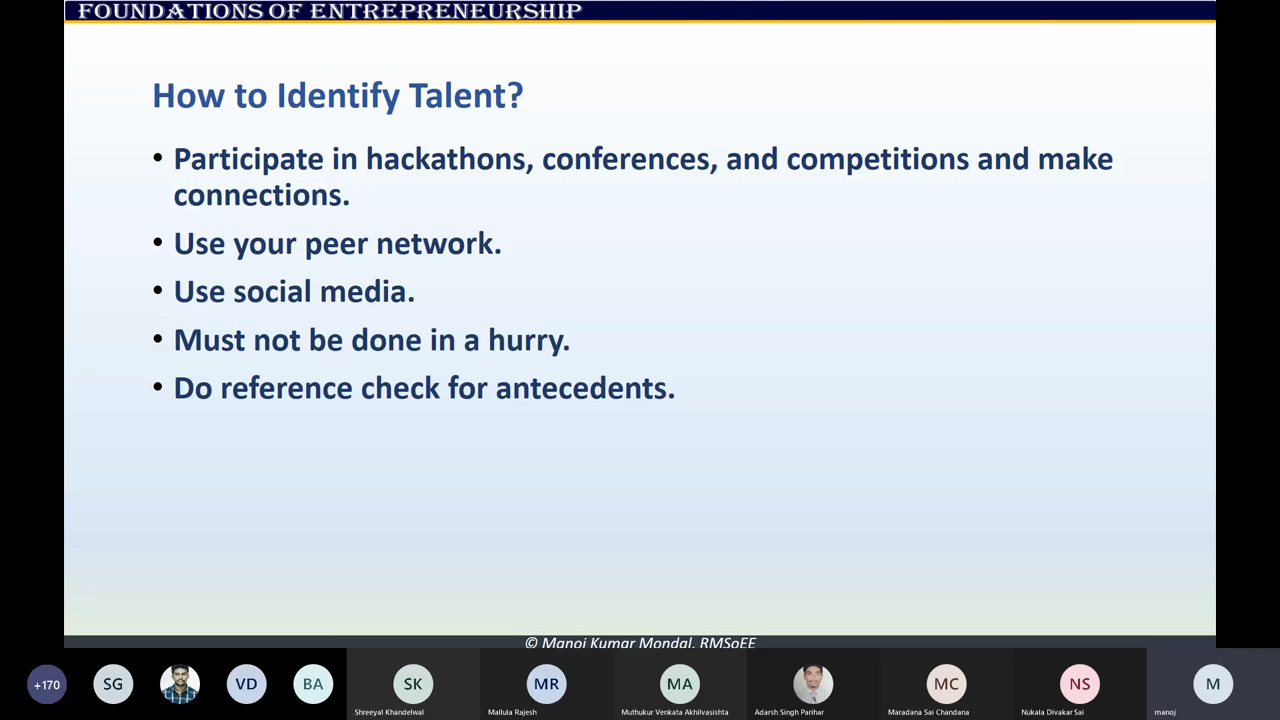 FOUNDATIONS OF ENTREPRENEURSHIP
How to Identify Talent?
• Participate in hackathons, conferences, and competitions and make
connections.
• Use your peer network.
• Use social media.
• Must not be done in a hurry.
• Do reference check for antecedents.
© Manoj Kumar Mondal, RMSoEE
+170 SG VD BA SK MR MA MC NS M
Shreeyal Khandelwal Mallula Rajesh Muthukur Venkata Akhilvasishta Adarsh Singh Parihar Maradana Sai Chandana Nukala Divakar Sai manoj